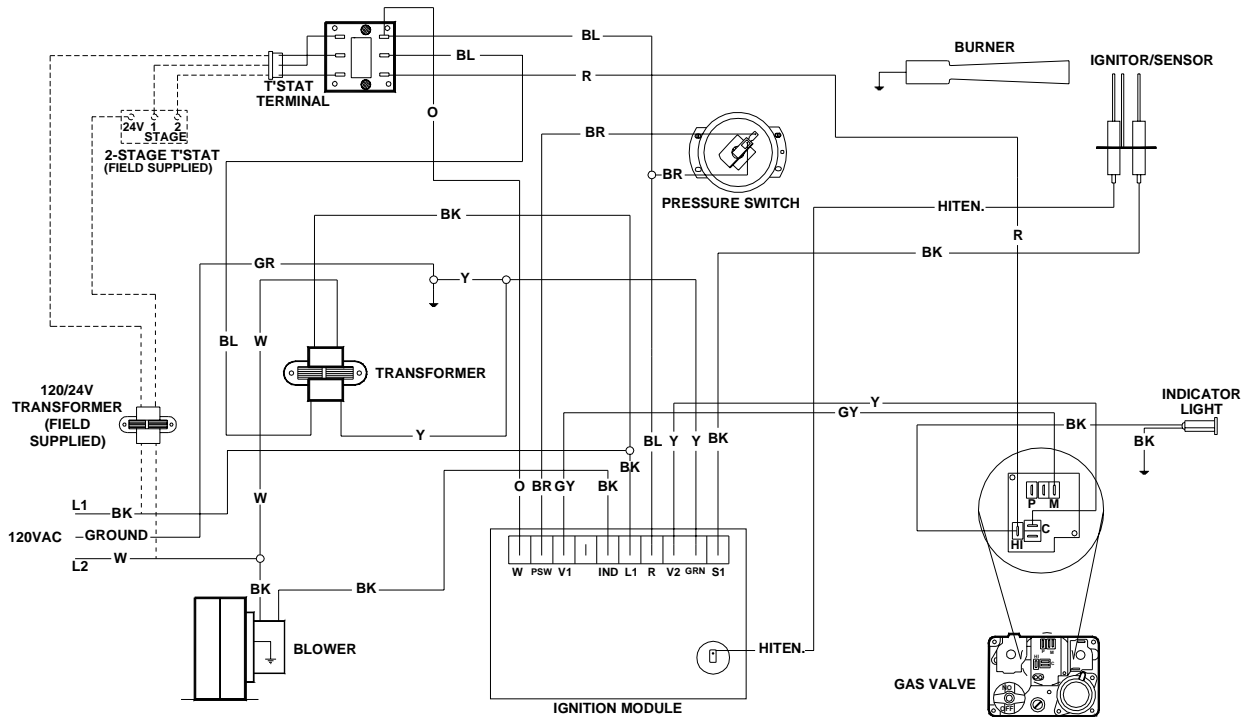 BL
BL
R
O
T'STAT
TERMINAL
24V 1 2
STAGE
2-STAGE T'STAT
(FIELD SUPPLIED)
BURNER
IGNITOR/SENSOR
BR
BR
PRESSURE SWITCH
HITEN.
R
BK
BK
GR
Y
BL
W
TRANSFORMER
120/24V
TRANSFORMER
(FIELD
SUPPLIED)
Y
Y
GY
INDICATOR
LIGHT
BK
BK
BL
Y
Y
BK
BK
O
BR
GY
BK
W
L1
BK
120VAC
GROUND
L2
W
P
M
C
HI
W
PSW
V1
IND
L1
R
V2
GRN
S1
BK
BK
BLOWER
HITEN.
IGNITION MODULE
GAS VALVE
P
M
HI
C
NO
OFF